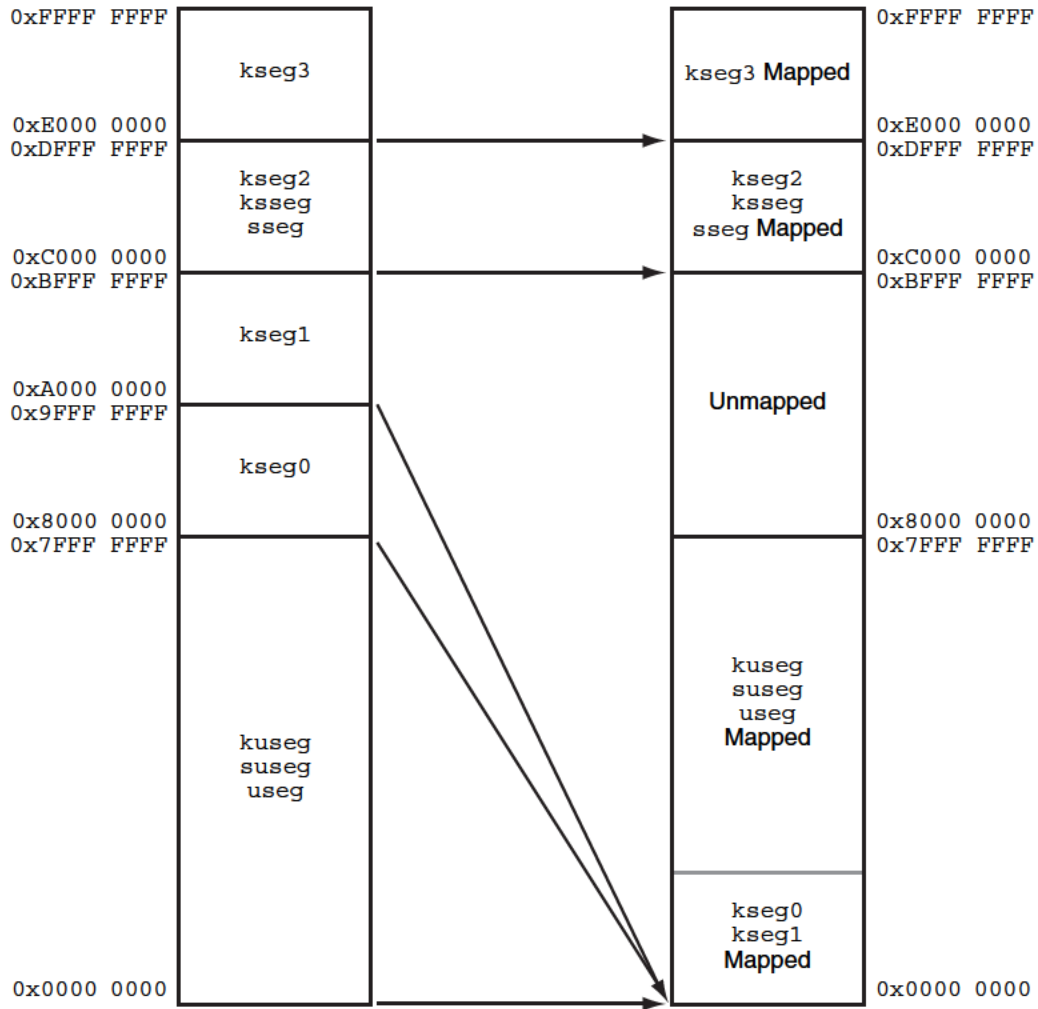 0xFFFF FFFF
kseg3
0xE000 0000
0xDFFF FFFF
kseg2
ksseg
sseg
0xC000 0000
0xBFFF FFFF
kseg1
0xA000 0000
0x9FFF FFFF
kseg0
0x8000 0000
0x7FFF FFFF
kuseg
suseg
useg
0x0000 0000
0xFFFF FFFF
kseg3 Mapped
0xE000 0000
0xDFFF FFFF
kseg2
ksseg
sseg Mapped
0xC000 0000
0xBFFF FFFF
Unmapped
0x8000 0000
0x7FFF FFFF
kuseg
suseg
useg
Mapped
kseg0
kseg1
Mapped
0x0000 0000